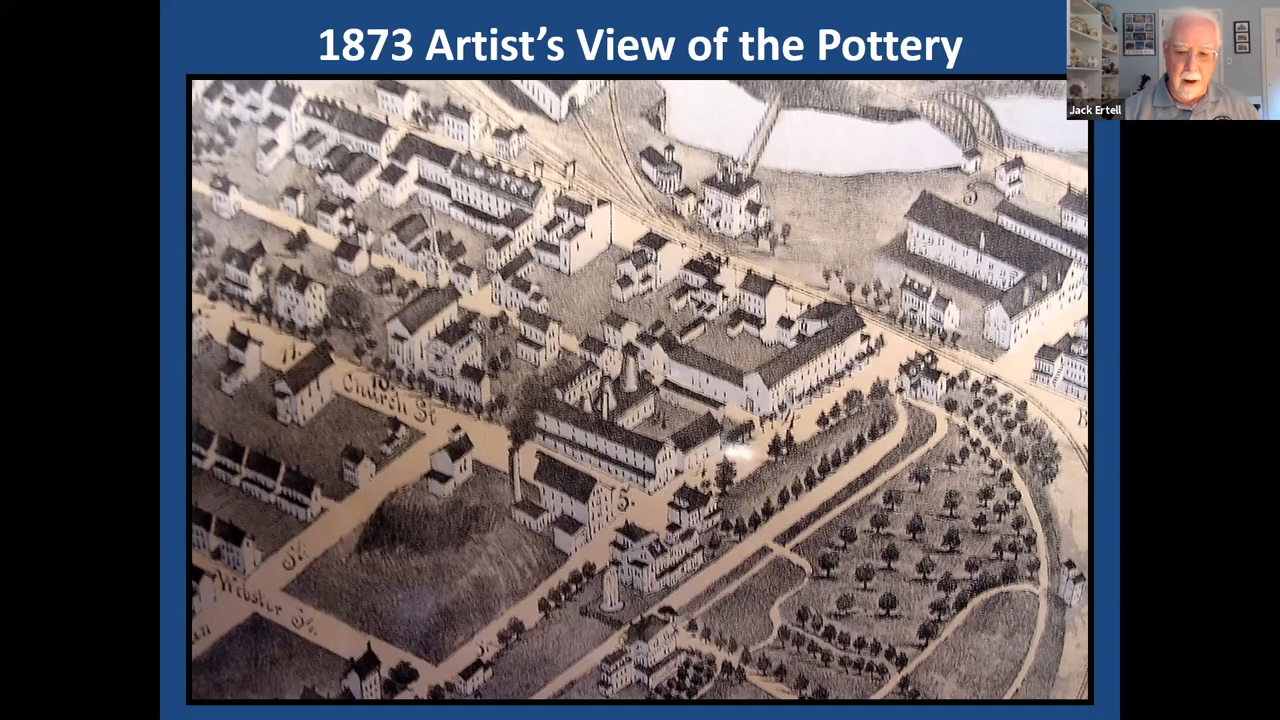 1873 Artist’s View of the Pottery
Jack Ertell
5
Church St
5.
St.
Webster St.